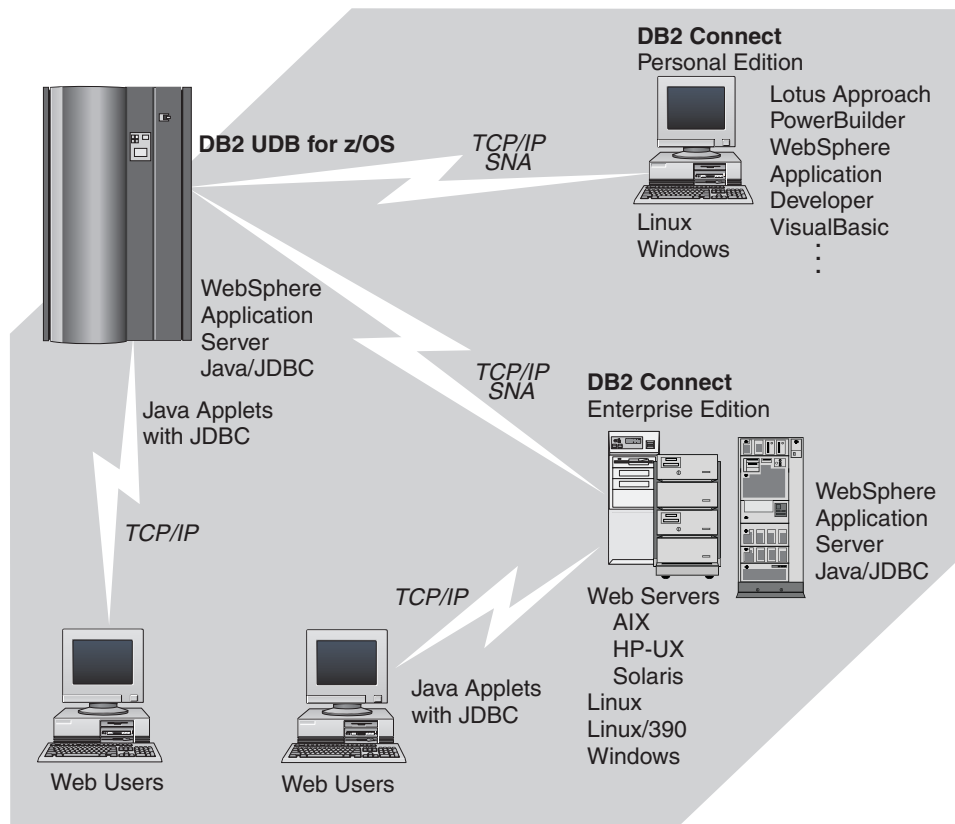 DB2 Connect
Personal Edition
Lotus Approach
PowerBuilder
WebSphere
Application
Developer
VisualBasic
.
.
.
Linux
Windows
TCP/IP
SNA
DB2 UDB for z/OS
WebSphere
Application
Server
Java/JDBC
TCP/IP
SNA
DB2 Connect
Enterprise Edition
WebSphere
Application
Server
Java/JDBC
Java Applets
with JDBC
TCP/IP
Web Users
TCP/IP
Java Applets
with JDBC
Web Users
Web Servers
AIX
HP-UX
Solaris
Linux
Linux/390
Windows